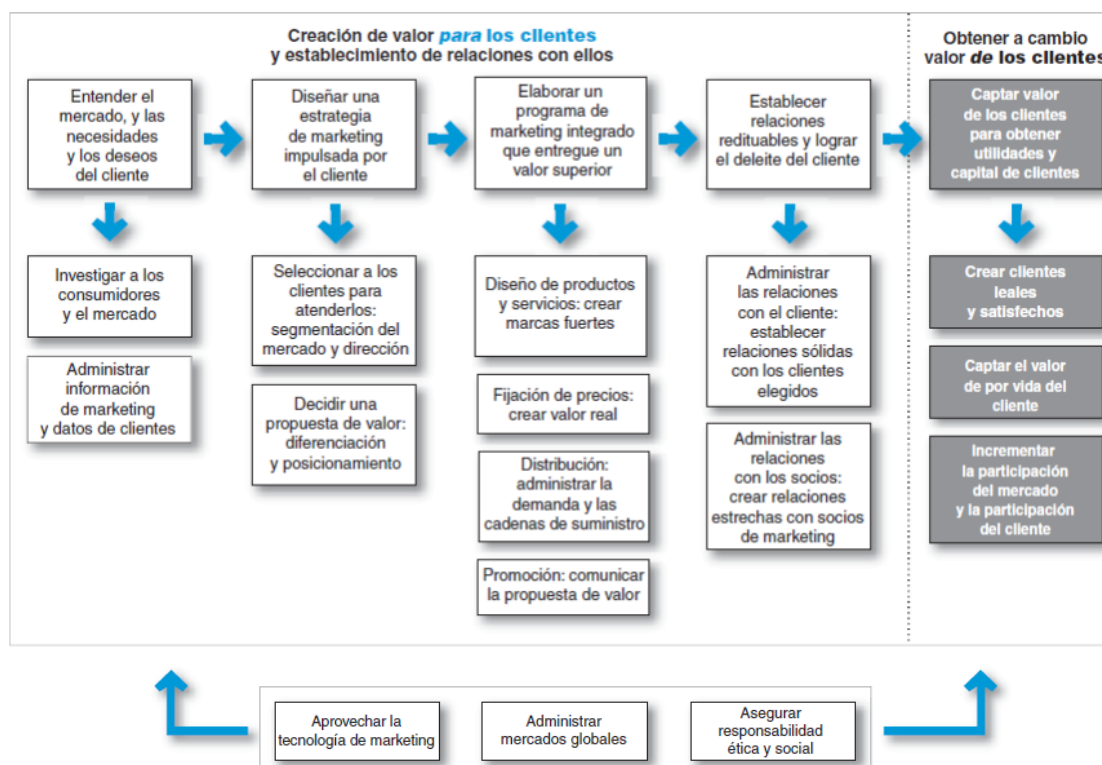 Creación de valor para los clientes
y establecimiento de relaciones con ellos
Obtener a cambio
valor de los clientes
Entender el
mercado, y las
necesidades
y los deseos
del cliente
Diseñar una
estrategia
de marketing
impulsada por
el cliente
Elaborar un
programa de
marketing integrado
que entregue un
valor superior
Establecer
relaciones
redituables y lograr
el deleite del cliente
Captar valor
de los clientes
para obtener
utilidades y
capital de clientes
Investigar a los
consumidores
y el mercado
Administrar
información
de marketing
y datos de clientes
Seleccionar a los
clientes para
atenderlos:
segmentación del
mercado y dirección
Decidir una
propuesta de valor:
diferenciación
y posicionamiento
Diseño de productos
y servicios: crear
marcas fuertes
Fijación de precios:
crear valor real
Distribución:
administrar la
demanda y las
cadenas de suministro
Promoción: comunicar
la propuesta de valor
Administrar
las relaciones
con el cliente:
establecer
relaciones sólidas
con los clientes
elegidos
Administrar las
relaciones
con los socios:
crear relaciones
estrechas con socios
de marketing
Crear clientes
leales
y satisfechos
Captar el valor
de por vida del
cliente
Incrementar
la participación
del mercado
y la participación
del cliente
Aprovechar la
tecnología de marketing
Administrar
mercados globales
Asegurar
responsabilidad
ética y social